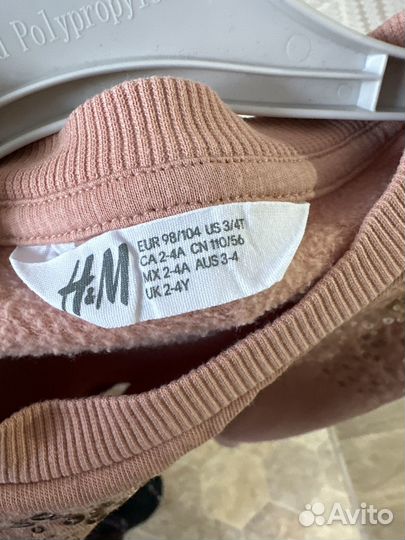 d Polypropyl
H&M
EUR 98/104 US 3/4T
CA 2-4A CN 110/56
MX 2-4A AUS 3-4
UK 2-4Y
Avito